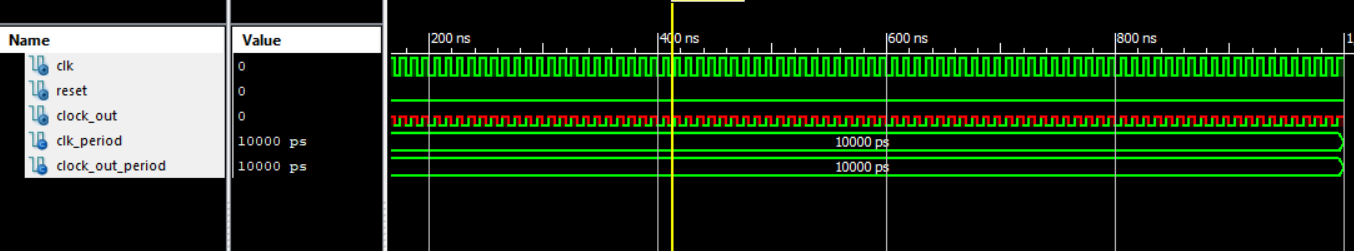 Name Value 200 ns 400 ns 600 ns 800 ns 1
clk 0
reset 0
clock_out 0
clk_period 10000 ps 10000 ps
clock_out_period 10000 ps 10000 ps